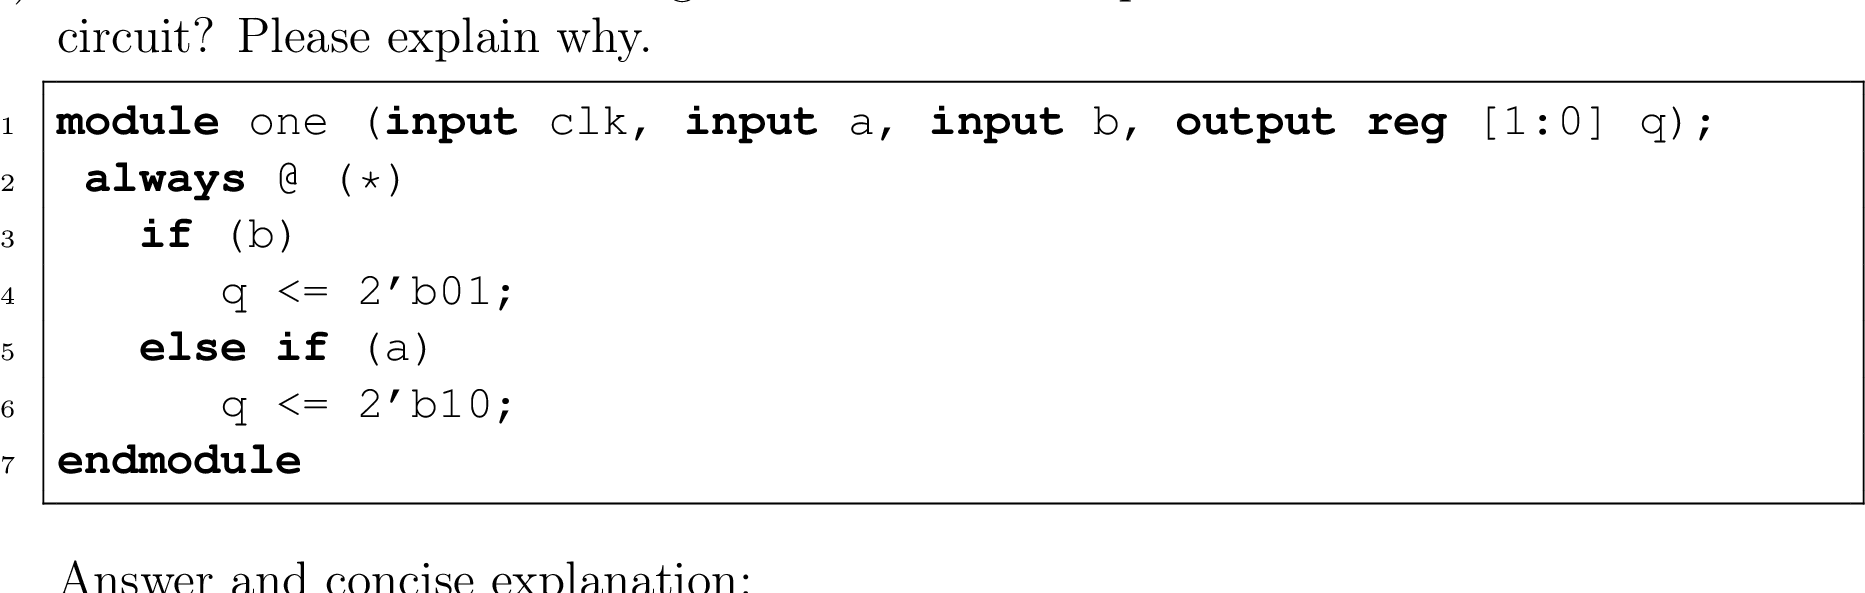 circuit? Please explain why.
1 module one (input clk, input a, input b, output reg [1:0] q);
2 always @ (*)
3 if (b)
4 q <= 2'b01;
5 else if (a)
6 q <= 2'b10;
7 endmodule
Answer and concise explanation: